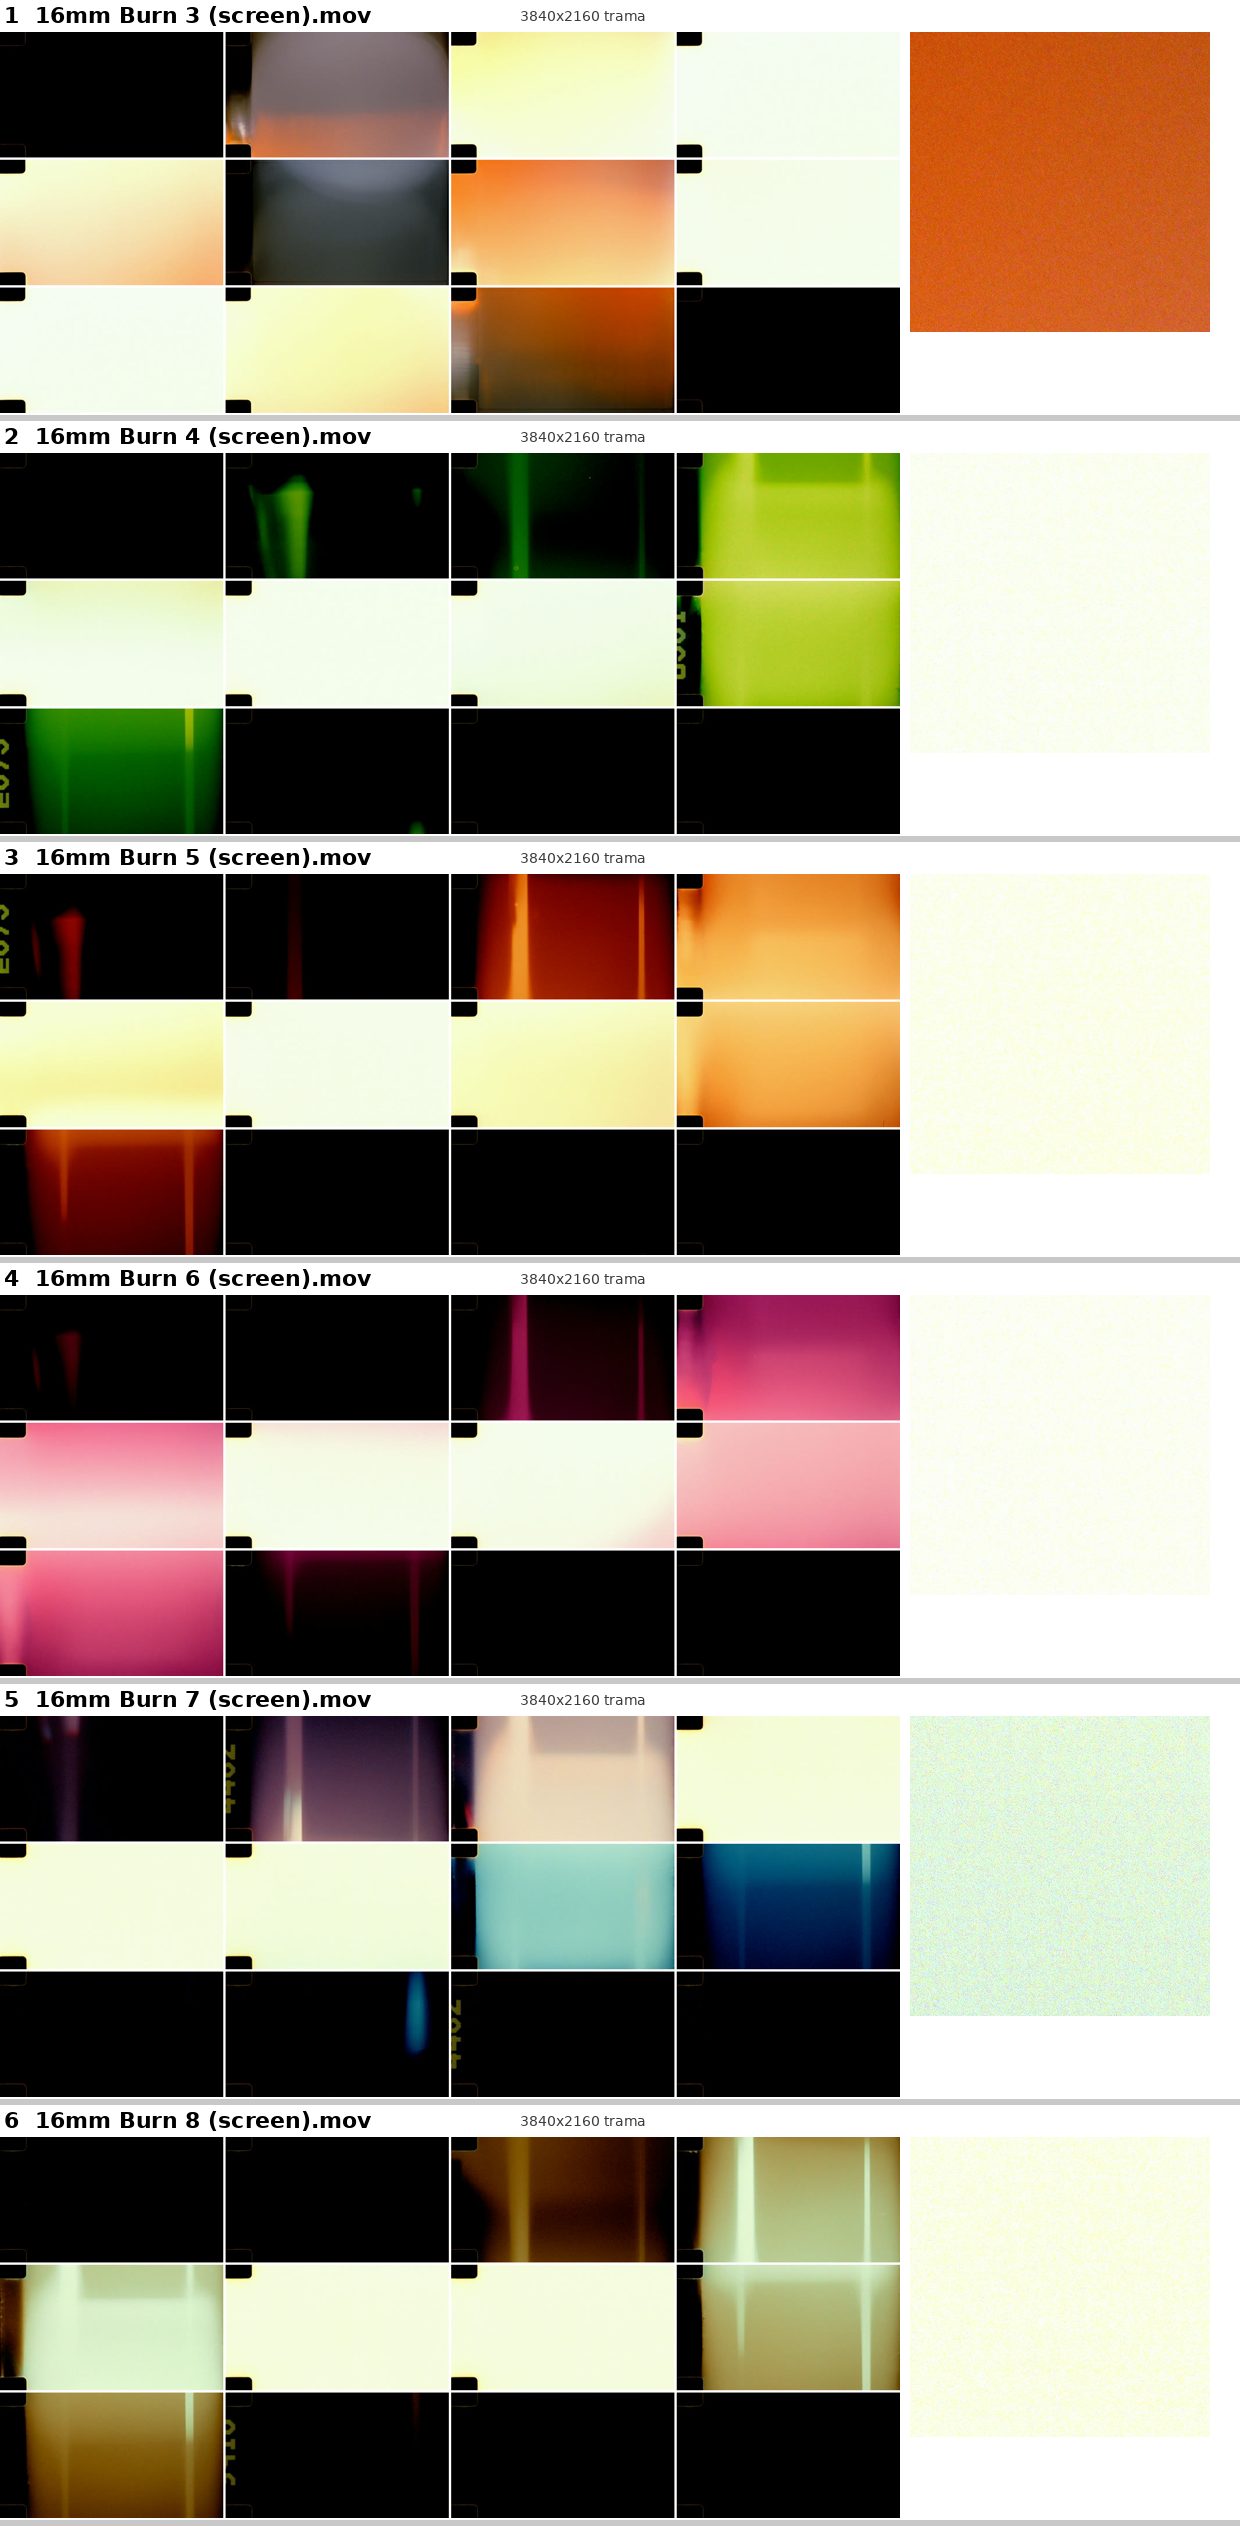 1 16mm Burn 3 (screen).mov 3840x2160 trama
2 16mm Burn 4 (screen).mov 3840x2160 trama
3 16mm Burn 5 (screen).mov 3840x2160 trama
4 16mm Burn 6 (screen).mov 3840x2160 trama
5 16mm Burn 7 (screen).mov 3840x2160 trama
6 16mm Burn 8 (screen).mov 3840x2160 trama